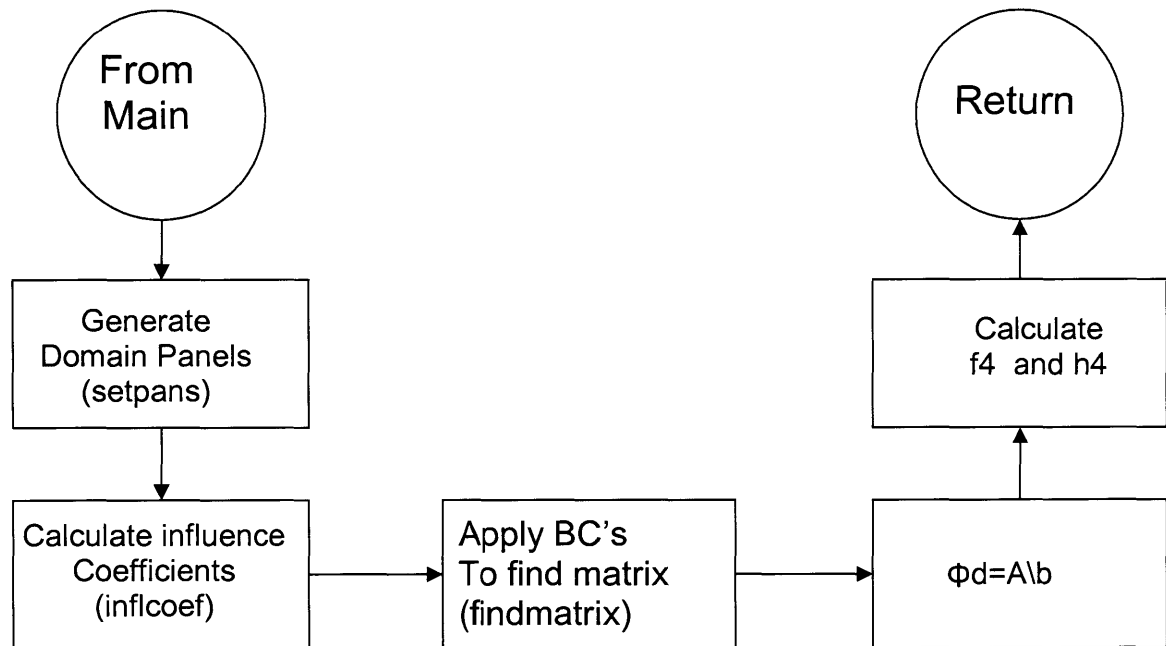 From
Main
Generate
Domain Panels
(setpans)
Calculate influence
Coefficients
(inflcoef)
Apply BC's
To find matrix
(findmatrix)
Φd=A\b
Calculate
f4 and h4
Return